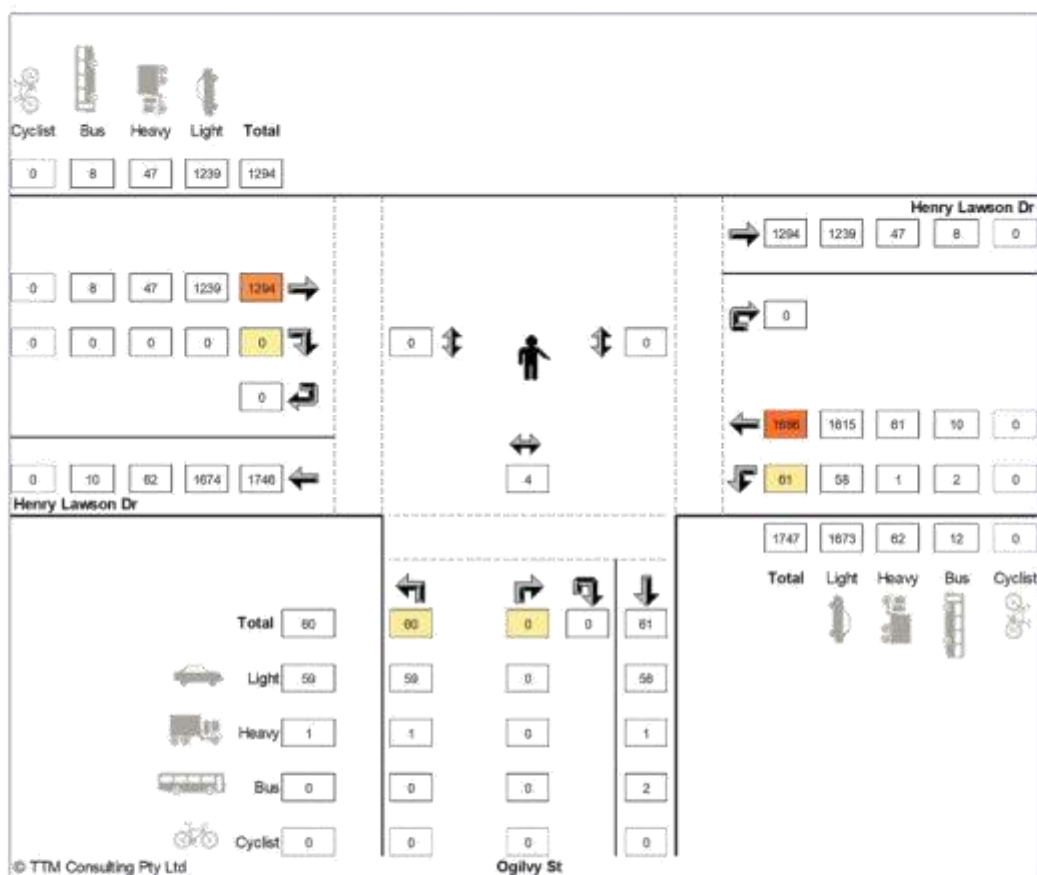 Cyclist Bus Heavy Light Total
0 8 47 1239 1294
Henry Lawson Dr
1294 1239 47 8 0
0 8 47 1239 1294
0 0 0 0 0
0 0
0
0
1686 1615 61 10 0
4
0 10 62 1674 1746
61 58 1 2 0
Henry Lawson Dr
1747 1673 62 12 0
Total Light Heavy Bus Cyclist
Total 60 60 0 0 61
Light 59 59 0 58
Heavy 1 1 0 1
Bus 0 0 0 2
Cyclist 0 0 0 0
© TTM Consulting Pty Ltd
Ogilvy St